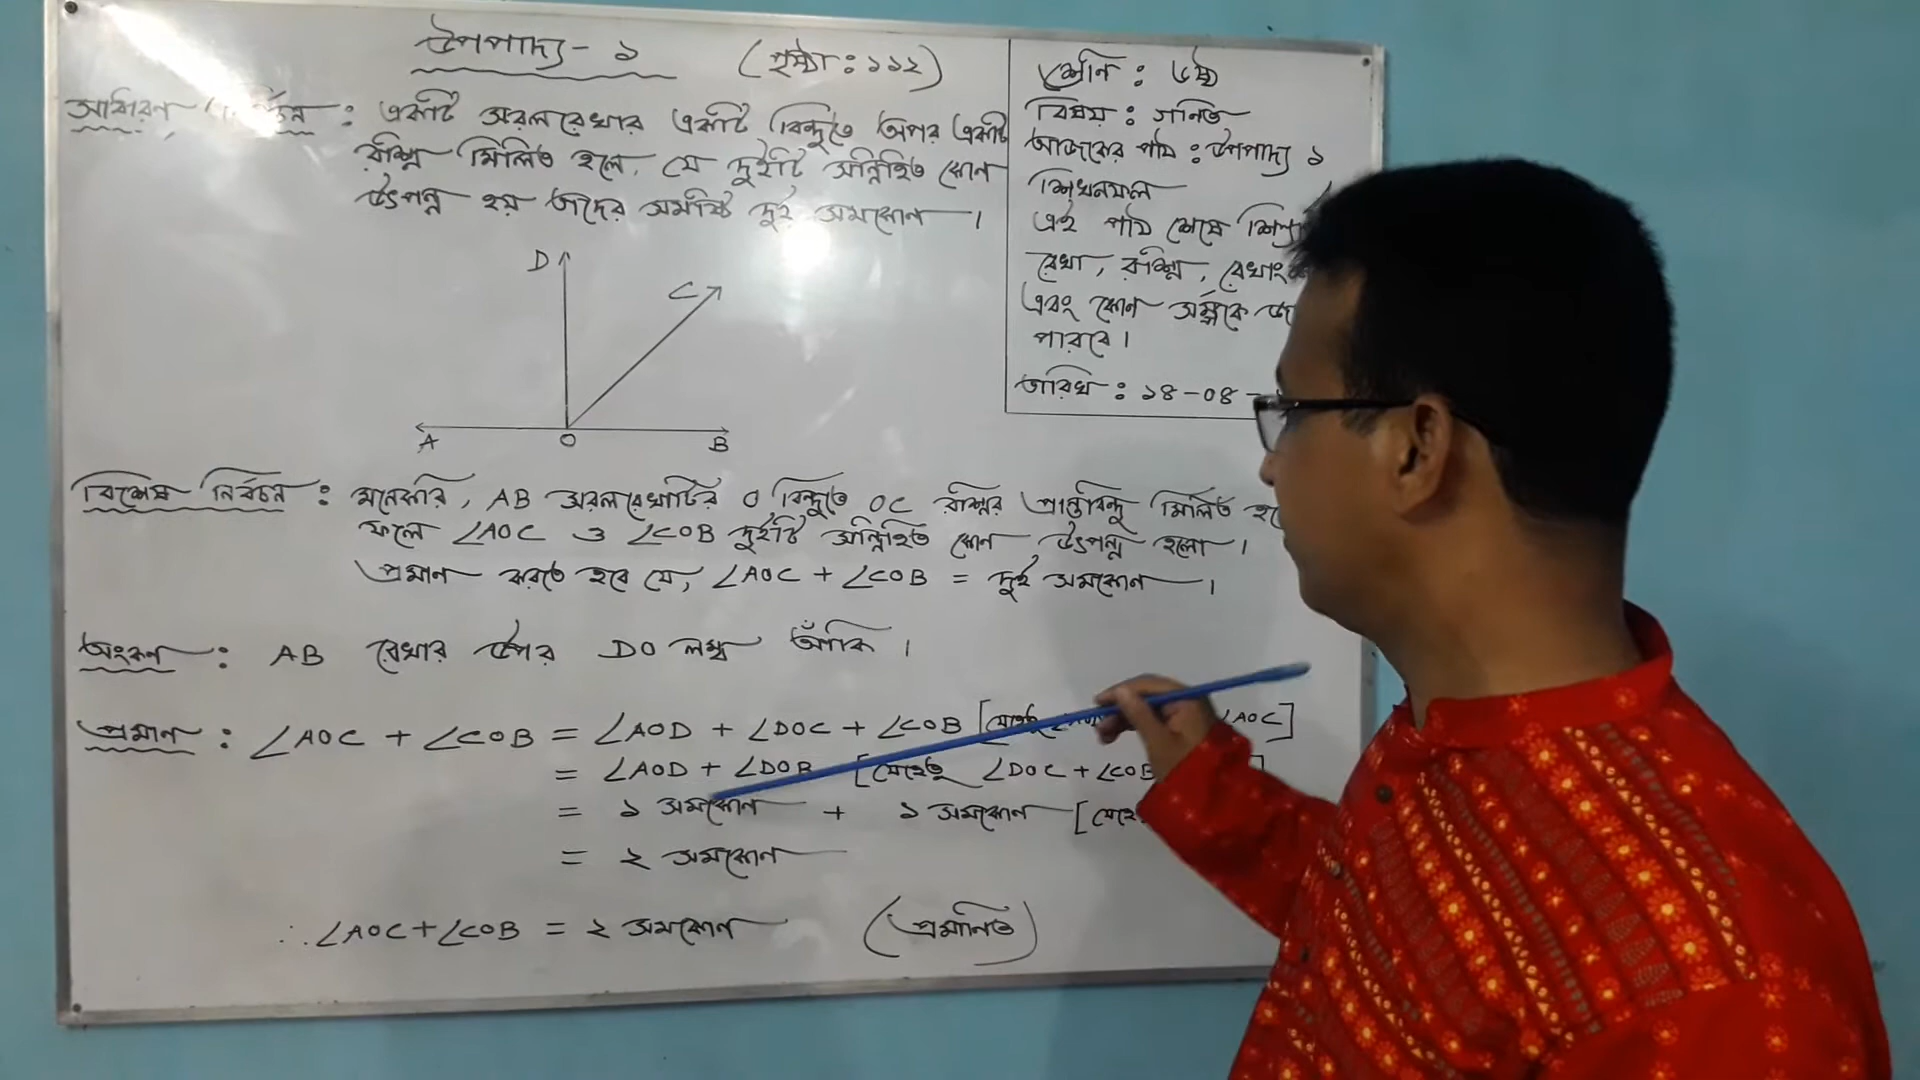 উপপাদ্য - ১ (পৃষ্ঠা : ১১২)
সাধারণ : একটি সরলরেখার একটি বিন্দুতে অপর একটি
রশ্মি মিলিত হলে, যে দুইটি সন্নিহিত কোন
উৎপন্ন হয় তাদের সমষ্টি দুই সমকোন ।
D
C
A
O
B
শ্রেনি : ৬ষ্ঠ
বিষয় : গনিত
আজকের পাঠ : উপপাদ্য ১
শিখনফল
এই পাঠ শেষে
রেখা, রশ্মি,
এবং কোন সর্ম্পকে
পারবে ।
তারিখ : ১৪-০৪-
বিশেষ নির্বচন : মনেকরি, AB সরলরেখাটির O বিন্দুতে OC রশ্মির প্রান্তবিন্দু মিলিত
ফলে ∠AOC ও ∠COB দুইটি সন্নিহিত কোন উৎপন্ন হলো ।
প্রমান করতে হবে যে, ∠AOC + ∠COB = দুই সমকোন ।
অংকন : AB রেখার উপর DO লম্ব আঁকি ।
প্রমান : ∠AOC + ∠COB = ∠AOD + ∠DOC + ∠COB [যেহেতু ∠AOC]
= ∠AOD + ∠DOB [যেহেতু ∠DOC + ∠COB ]
= ১ সমকোন + ১ সমকোন [
= ২ সমকোন
∴ ∠AOC + ∠COB = ২ সমকোন (প্রমানিত)